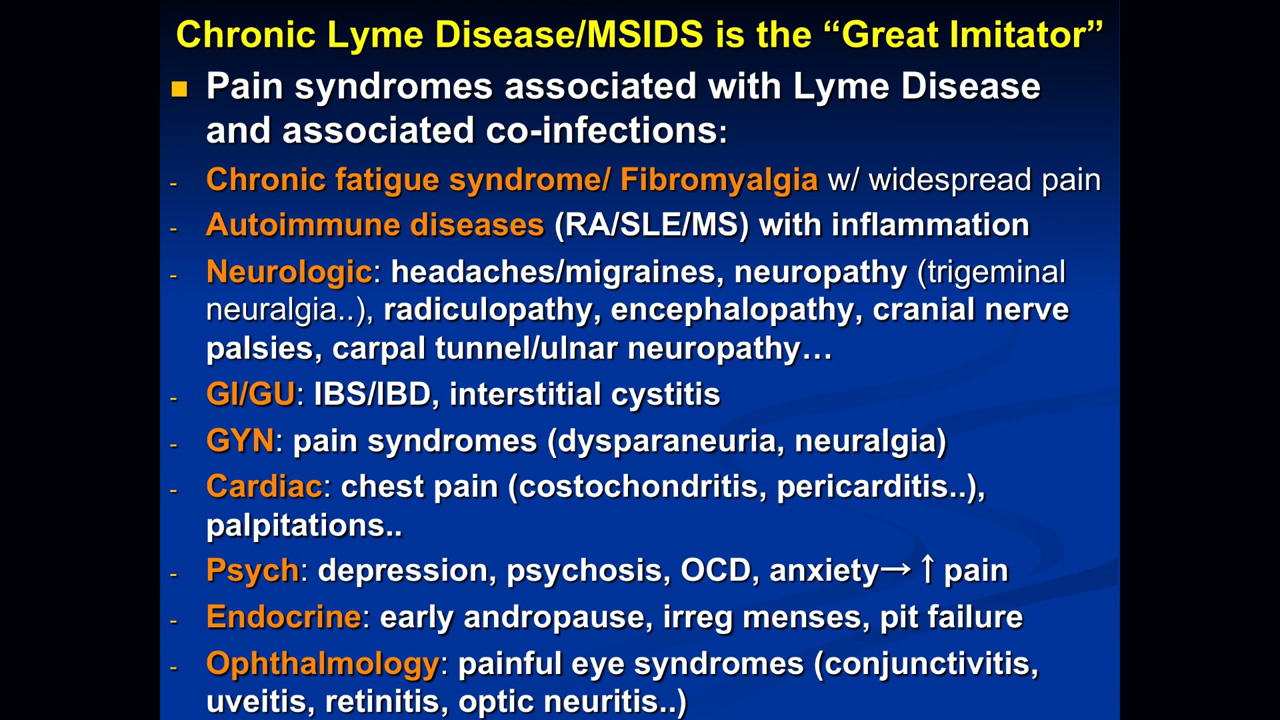 Chronic Lyme Disease/MSIDS is the “Great Imitator”
Pain syndromes associated with Lyme Disease
and associated co-infections:
- Chronic fatigue syndrome/ Fibromyalgia w/ widespread pain
- Autoimmune diseases (RA/SLE/MS) with inflammation
- Neurologic: headaches/migraines, neuropathy (trigeminal
neuralgia..), radiculopathy, encephalopathy, cranial nerve
palsies, carpal tunnel/ulnar neuropathy…
- GI/GU: IBS/IBD, interstitial cystitis
- GYN: pain syndromes (dysparaneuria, neuralgia)
- Cardiac: chest pain (costochondritis, pericarditis..),
palpitations..
- Psych: depression, psychosis, OCD, anxiety→↑pain
- Endocrine: early andropause, irreg menses, pit failure
- Ophthalmology: painful eye syndromes (conjunctivitis,
uveitis, retinitis, optic neuritis..)